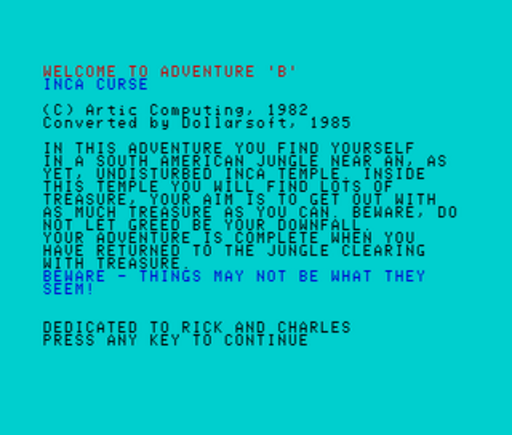 WELCOME TO ADVENTURE 'B'
INCA CURSE
(C) Artic Computing, 1982
Converted by Dollarsoft, 1985
IN THIS ADVENTURE YOU FIND YOURSELF
IN A SOUTH AMERICAN JUNGLE NEAR AN, AS
YET, UNDISTURBED INCA TEMPLE. INSIDE
THIS TEMPLE YOU WILL FIND LOTS OF
TREASURE, YOUR AIM IS TO GET OUT WITH
AS MUCH TREASURE AS YOU CAN. BEWARE, DO
NOT LET GREED BE YOUR DOWNFALL.
YOUR ADVENTURE IS COMPLETE WHEN YOU
HAVE RETURNED TO THE JUNGLE CLEARING
WITH TREASURE.
BEWARE - THINGS MAY NOT BE WHAT THEY
SEEM!
DEDICATED TO RICK AND CHARLES
PRESS ANY KEY TO CONTINUE